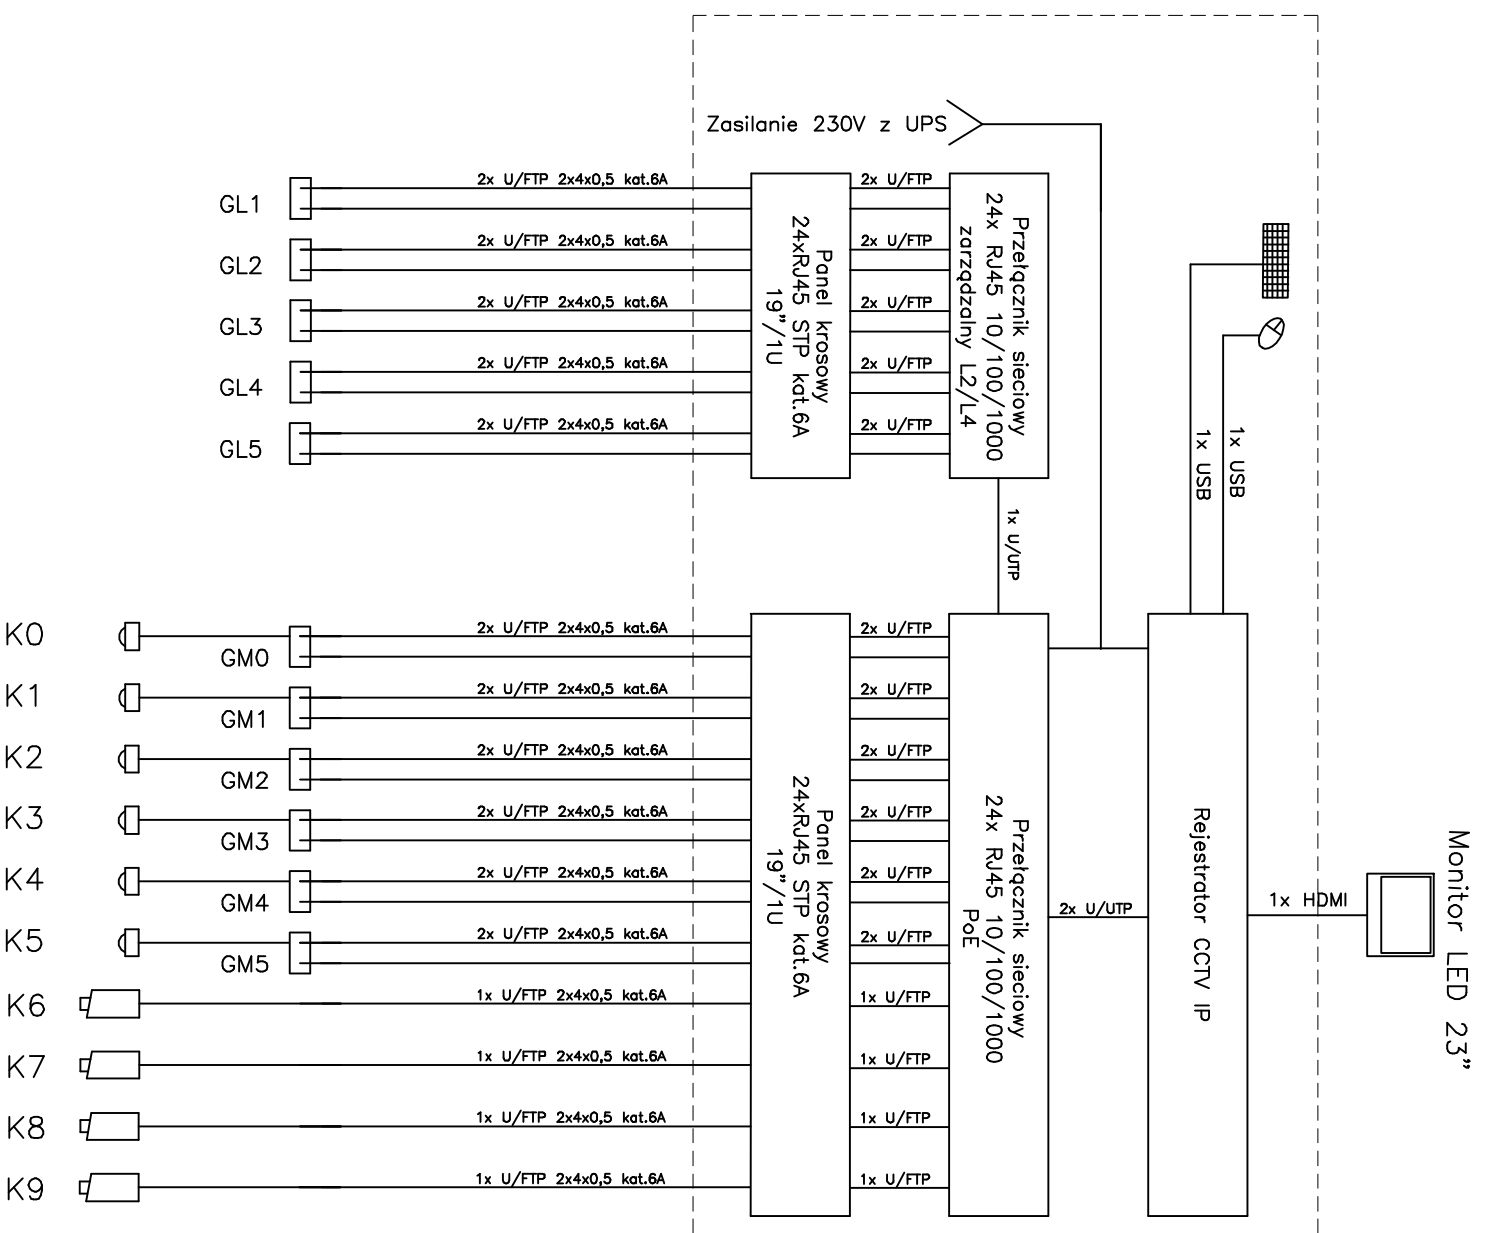 Zasilanie 230V z UPS
GL1
2x U/FTP 2x4x0,5 kat.6A
2x U/FTP
GL2
2x U/FTP 2x4x0,5 kat.6A
2x U/FTP
GL3
2x U/FTP 2x4x0,5 kat.6A
2x U/FTP
GL4
2x U/FTP 2x4x0,5 kat.6A
2x U/FTP
GL5
2x U/FTP 2x4x0,5 kat.6A
2x U/FTP
Panel krosowy
24xRJ45 STP kat.6A
19"/1U
Przełącznik sieciowy
24x RJ45 10/100/1000
zarządzalny L2/L4
1x USB
1x USB
1x U/UTP
K0
GM0
2x U/FTP 2x4x0,5 kat.6A
2x U/FTP
K1
GM1
2x U/FTP 2x4x0,5 kat.6A
2x U/FTP
K2
GM2
2x U/FTP 2x4x0,5 kat.6A
2x U/FTP
K3
GM3
2x U/FTP 2x4x0,5 kat.6A
2x U/FTP
K4
GM4
2x U/FTP 2x4x0,5 kat.6A
2x U/FTP
K5
GM5
2x U/FTP 2x4x0,5 kat.6A
2x U/FTP
K6
1x U/FTP 2x4x0,5 kat.6A
1x U/FTP
K7
1x U/FTP 2x4x0,5 kat.6A
1x U/FTP
K8
1x U/FTP 2x4x0,5 kat.6A
1x U/FTP
K9
1x U/FTP 2x4x0,5 kat.6A
1x U/FTP
Panel krosowy
24xRJ45 STP kat.6A
19"/1U
Przełącznik sieciowy
24x RJ45 10/100/1000
PoE
2x U/UTP
Rejestrator CCTV IP
1x HDMI
Monitor LED 23"